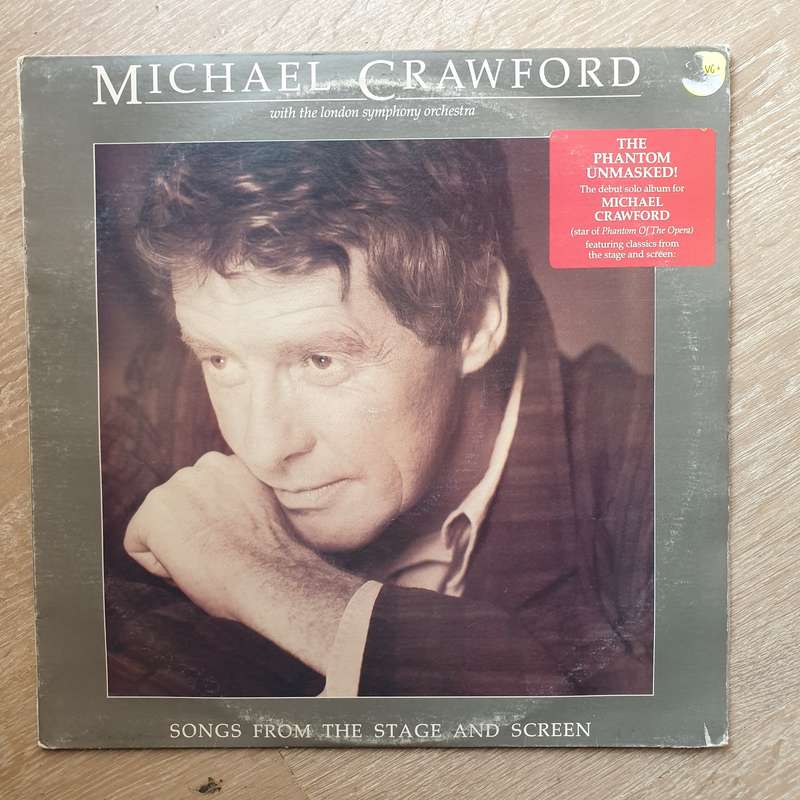 MICHAEL CRAWFORD
with the london symphony orchestra
VG+
THE
PHANTOM
UNMASKED!
The debut solo album for
MICHAEL
CRAWFORD
(star of Phantom Of The Opera)
featuring classics from
the stage and screen:
SONGS FROM THE STAGE AND SCREEN